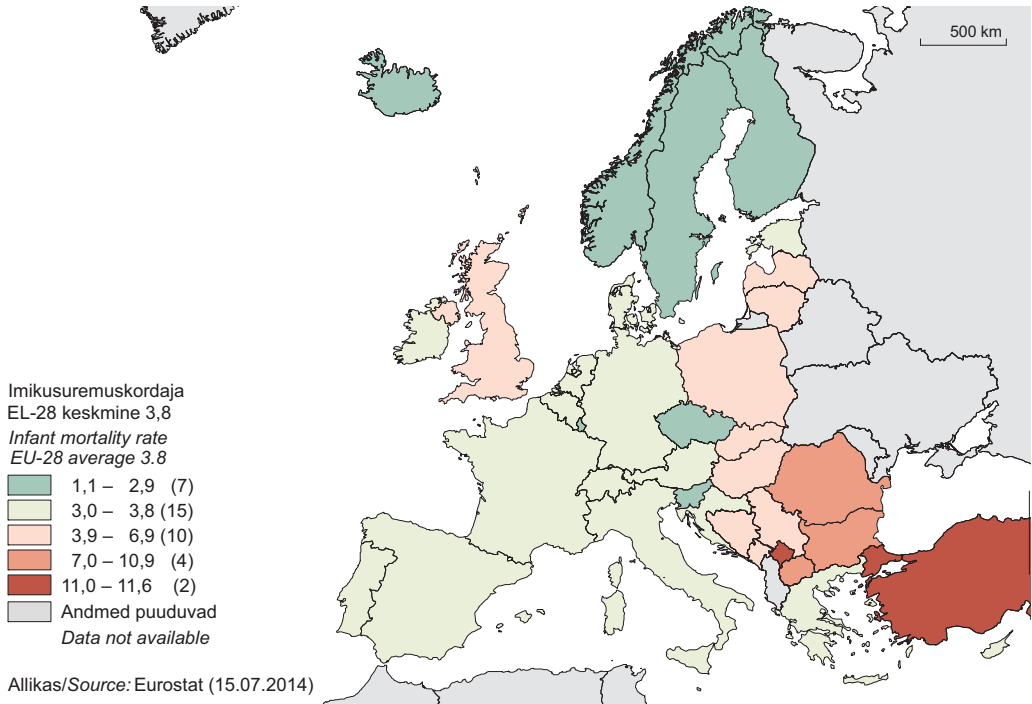 500 km
Imikusuremuskordaja
EL-28 keskmine 3,8
Infant mortality rate
EU-28 average 3.8
1,1 – 2,9 (7)
3,0 – 3,8 (15)
3,9 – 6,9 (10)
7,0 – 10,9 (4)
11,0 – 11,6 (2)
Andmed puuduvad
Data not available
Allikas/Source: Eurostat (15.07.2014)